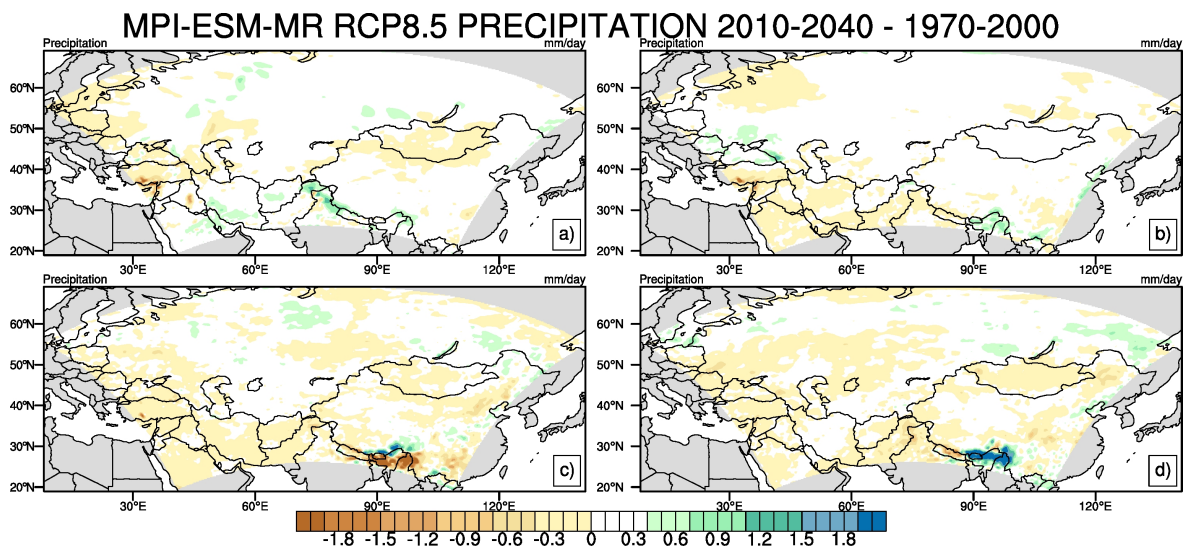 MPI-ESM-MR RCP8.5 PRECIPITATION 2010-2040 - 1970-2000
Precipitation mm/day Precipitation mm/day
60°N 60°N
50°N 50°N
40°N 40°N
30°N 30°N
20°N 20°N
a) b)
30°E 60°E 90°E 120°E 30°E 60°E 90°E 120°E
Precipitation mm/day Precipitation mm/day
60°N 60°N
50°N 50°N
40°N 40°N
30°N 30°N
20°N 20°N
c) d)
30°E 60°E 90°E 120°E 30°E 60°E 90°E 120°E
-1.8 -1.5 -1.2 -0.9 -0.6 -0.3 0 0.3 0.6 0.9 1.2 1.5 1.8